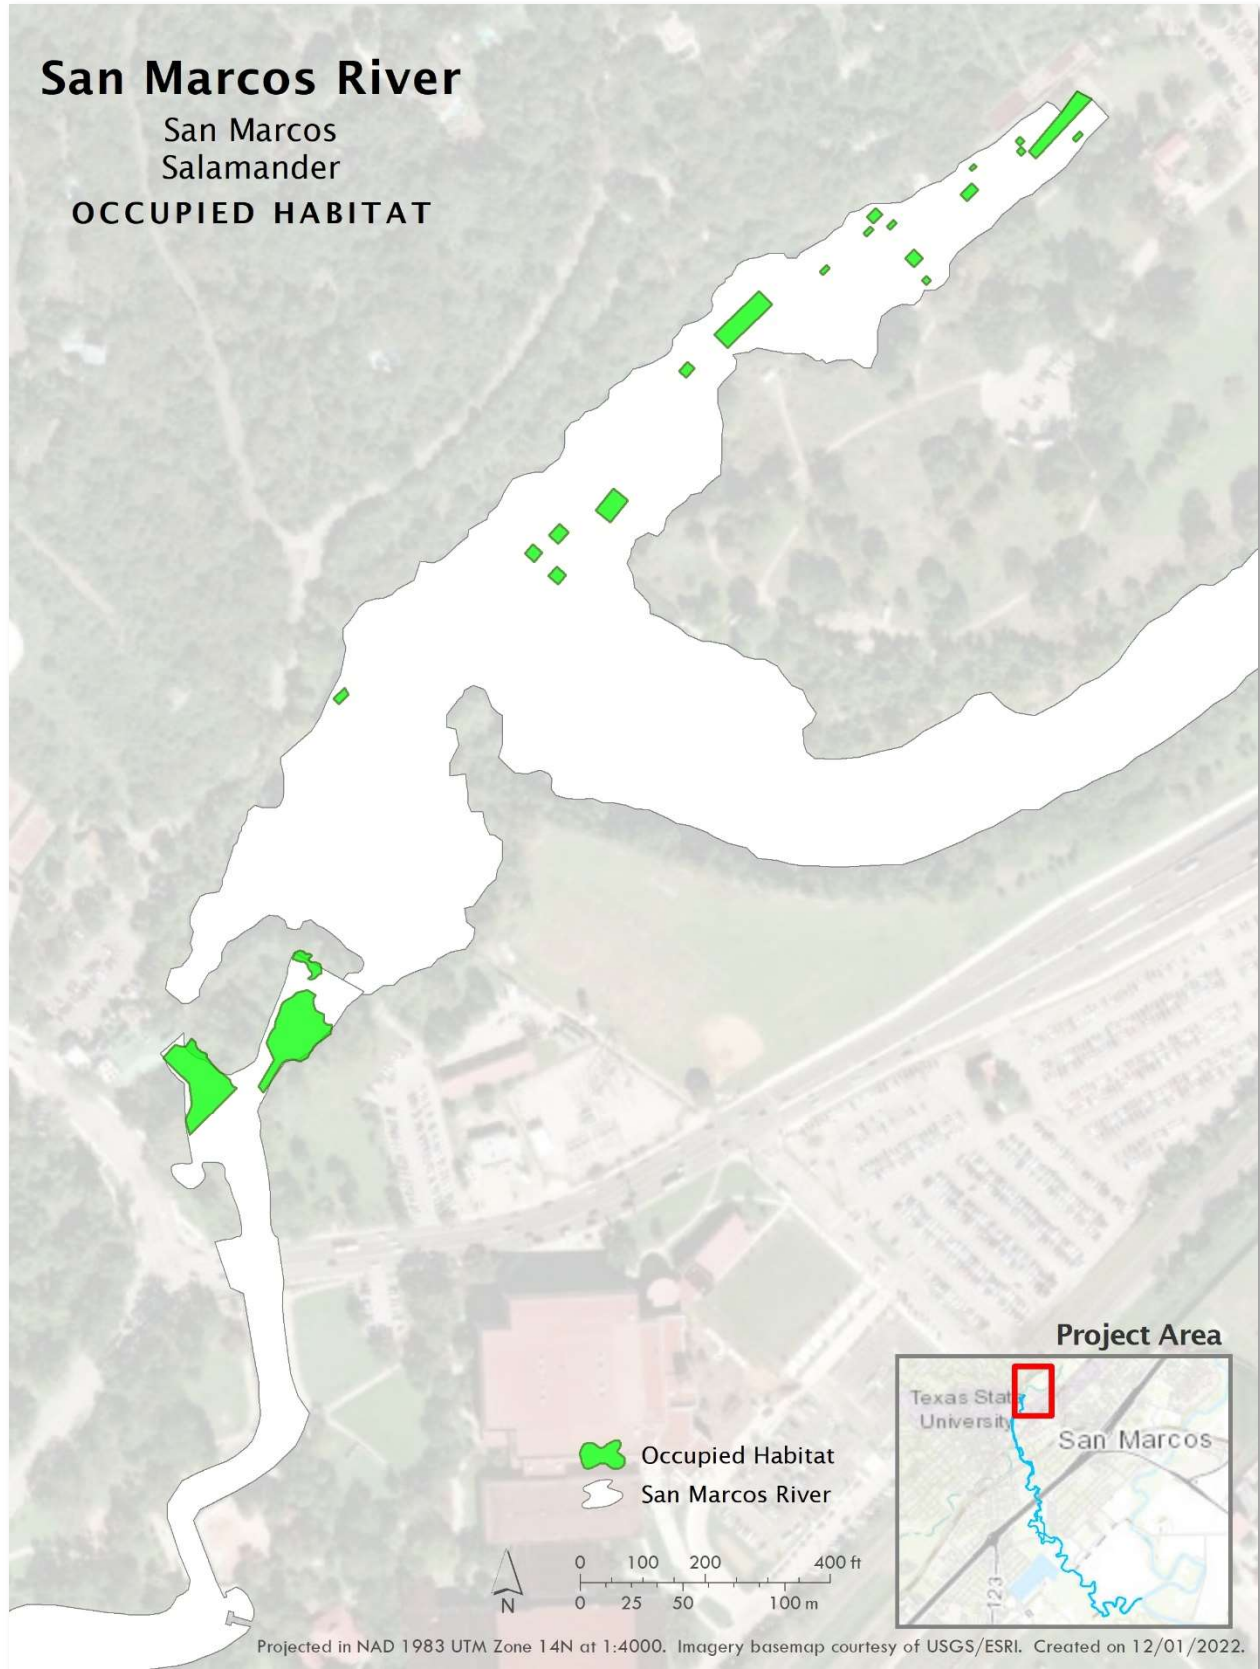 San Marcos River
San Marcos
Salamander
OCCUPIED HABITAT
Project Area
Texas State
University
San Marcos
123
Occupied Habitat
San Marcos River
0 100 200 400 ft
0 25 50 100 m
N
Projected in NAD 1983 UTM Zone 14N at 1:4000. Imagery basemap courtesy of USGS/ESRI. Created on 12/01/2022.